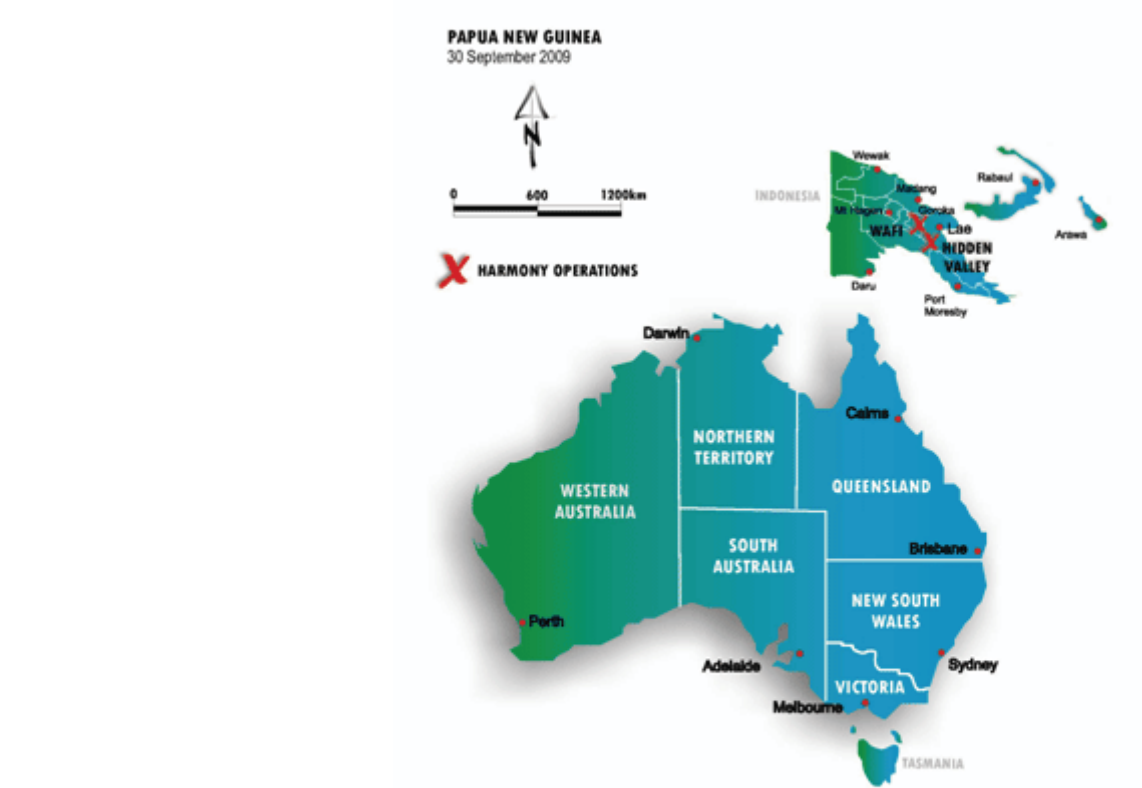 PAPUA NEW GUINEA
30 September 2009
N
0 600 1200km
HARMONY OPERATIONS
INDONESIA
Wewak
Madang
Mt Hagen
Goroka
WAFI
Lae
HIDDEN
VALLEY
Daru
Port
Moresby
Rabaul
Arawa
Darwin
Cairns
NORTHERN
TERRITORY
QUEENSLAND
WESTERN
AUSTRALIA
SOUTH
AUSTRALIA
Brisbane
NEW SOUTH
WALES
Perth
Adelaide
Sydney
VICTORIA
Melbourne
TASMANIA